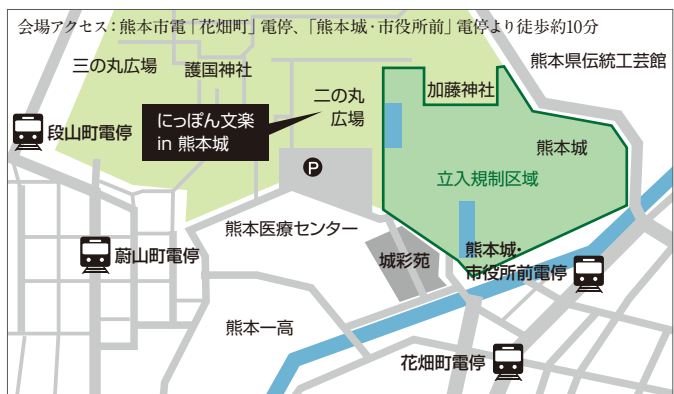 会場アクセス：熊本市電「花畑町」電停、「熊本城・市役所前」電停より徒歩約10分
熊本県伝統工芸館
三の丸広場
護国神社
加藤神社
二の丸
広場
にっぽん文楽
in 熊本城
段山町電停
熊本城
P
立入規制区域
熊本医療センター
蔚山町電停
城彩苑
熊本城・
市役所前電停
熊本一高
花畑町電停